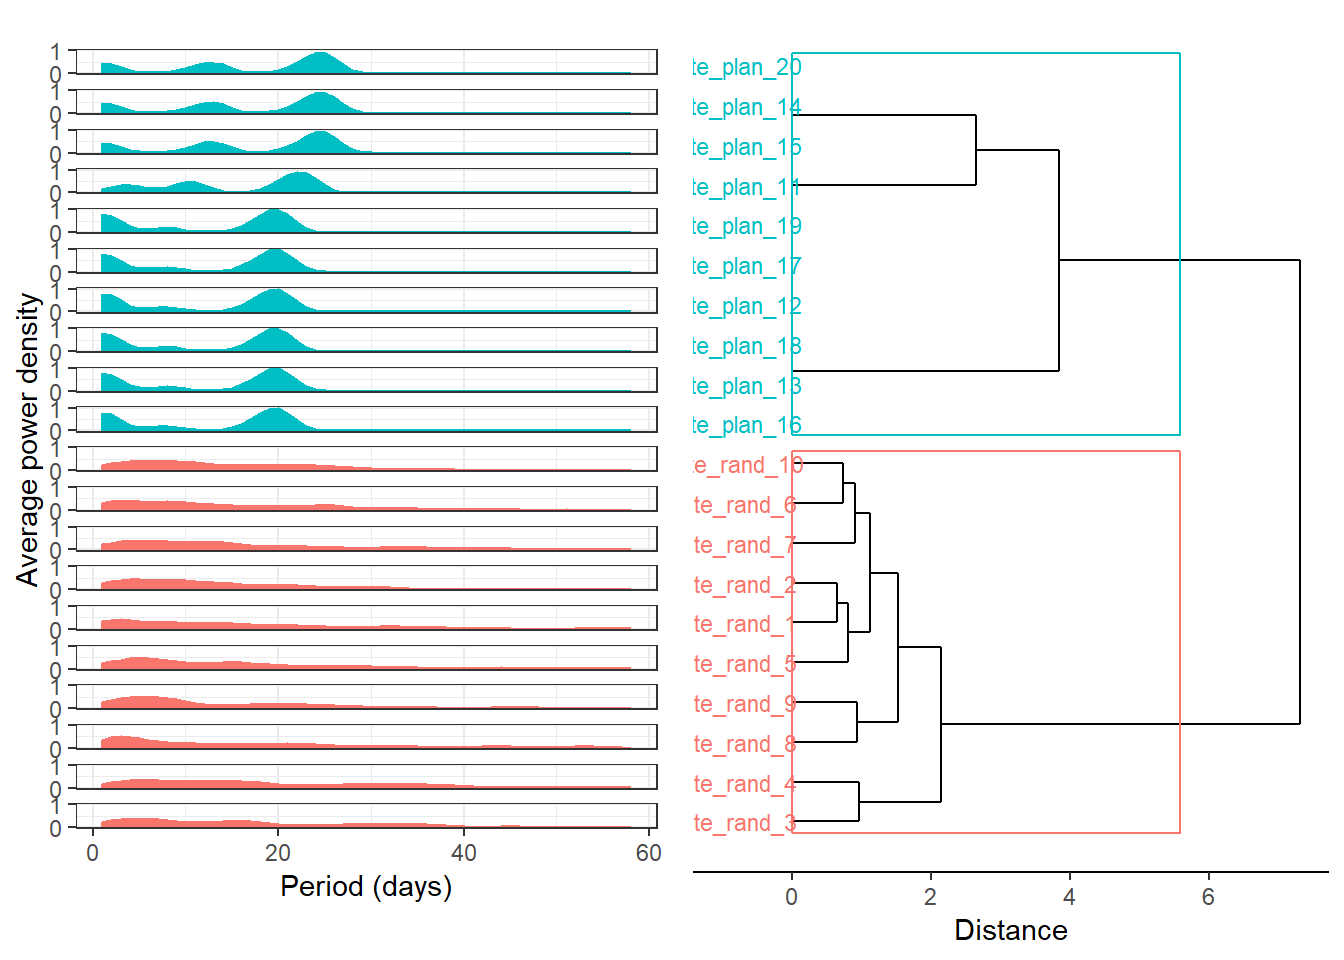 1
0
1
0
1
0
1
0
1
0
1
0
1
0
1
0
1
0
1
0
1
0
1
0
1
0
1
0
1
0
1
0
1
0
1
0
1
0
1
0
Average power density
0 20 40 60
Period (days)
te_plan_20
te_plan_14
te_plan_15
te_plan_11
te_plan_19
te_plan_17
te_plan_12
te_plan_18
te_plan_13
te_plan_16
te_rand_10
te_rand_6
te_rand_7
te_rand_2
te_rand_1
te_rand_5
te_rand_9
te_rand_8
te_rand_4
te_rand_3
0 2 4 6
Distance